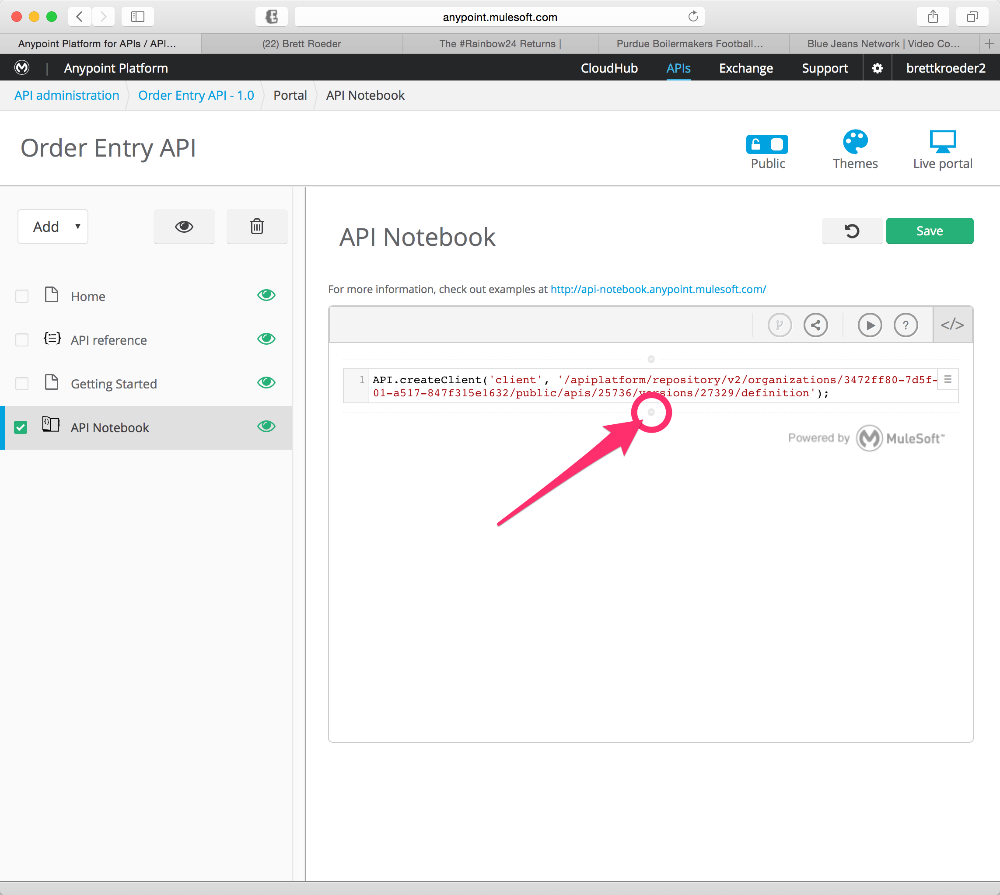 anypoint.mulesoft.com
Anypoint Platform for APIs / API...
(22) Brett Roeder
The #Rainbow24 Returns |
Purdue Boilermakers Football...
Blue Jeans Network | Video Co...
| Anypoint Platform
CloudHub
APIs
Exchange
Support
brettkroeder2
API administration
Order Entry API - 1.0
Portal
API Notebook
Order Entry API
Public
Themes
Live portal
Add
API Notebook
Save
For more information, check out examples at http://api-notebook.anypoint.mulesoft.com/
Home
API reference
Getting Started
API Notebook
?
</>
1 API.createClient('client', '/apiplatform/repository/v2/organizations/3472ff80-7d5f-
01-a517-847f315e1632/public/apis/25736/versions/27329/definition');
Powered by MuleSoft™